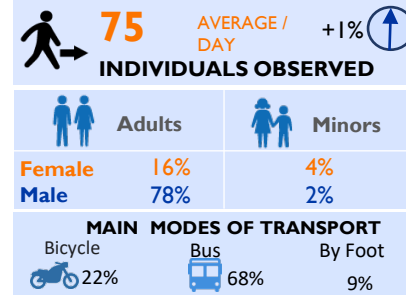 75 AVERAGE / +1%
DAY
INDIVIDUALS OBSERVED
Adults Minors
Female 16% 4%
Male 78% 2%
MAIN MODES OF TRANSPORT
Bicycle Bus By Foot
22% 68% 9%